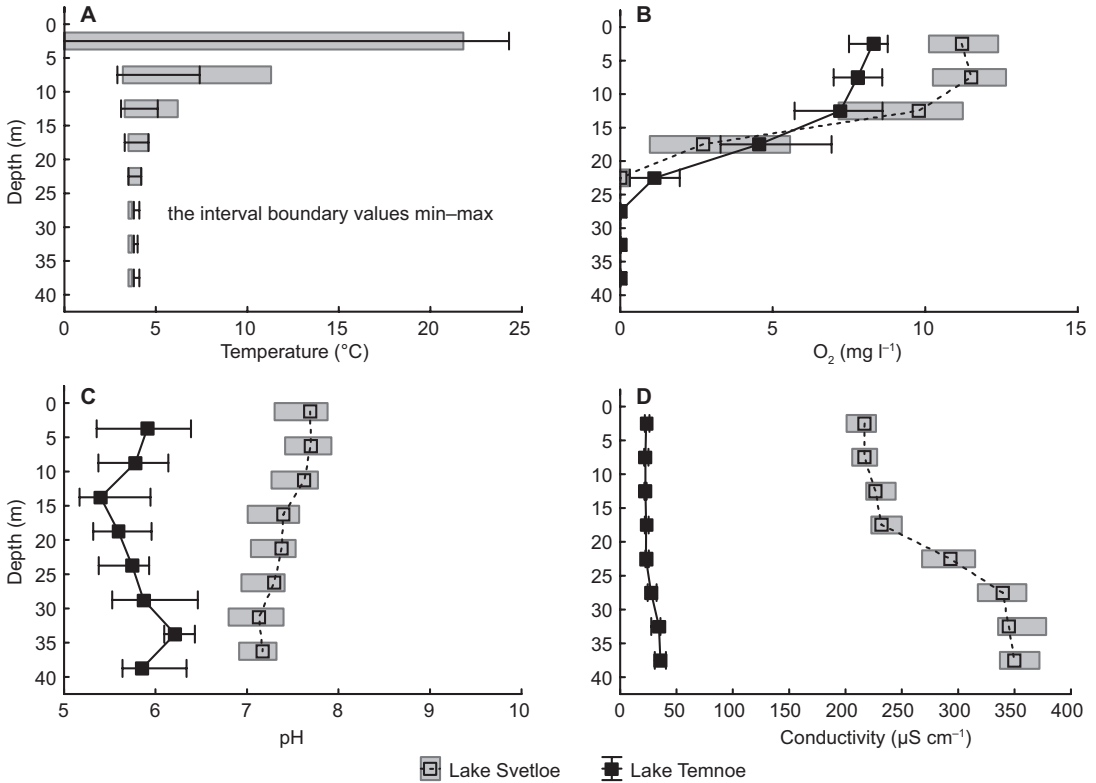 A
0
5
10
15
20
25
30
35
40
Depth (m)
the interval boundary values min–max
0 5 10 15 20 25
Temperature (°C)
B
0
5
10
15
20
25
30
35
40
0 5 10 15
O₂ (mg l⁻¹)
C
0
5
10
15
20
25
30
35
40
Depth (m)
5 6 7 8 9 10
pH
D
0
5
10
15
20
25
30
35
40
0 50 100 150 200 250 300 350 400
Conductivity (µS cm⁻¹)
Lake Svetloe Lake Temnoe